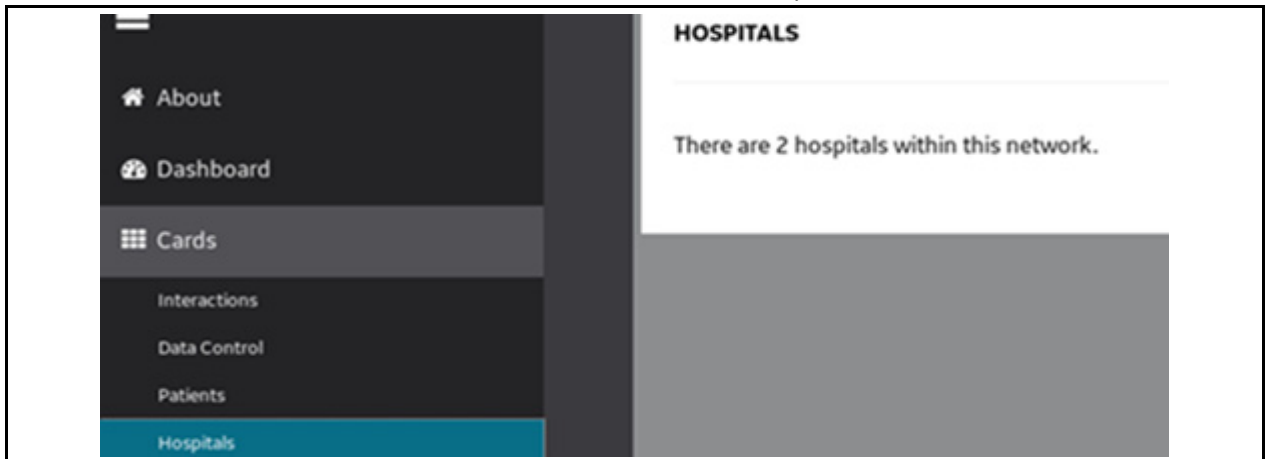 About
Dashboard
Cards
Interactions
Data Control
Patients
Hospitals
HOSPITALS
There are 2 hospitals within this network.